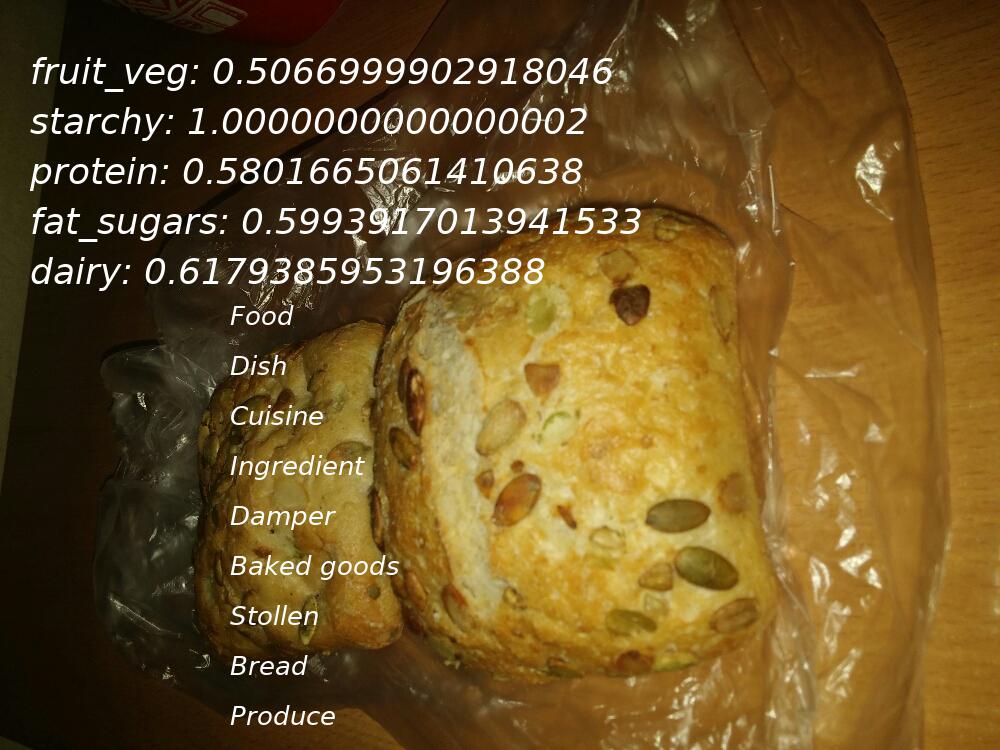 fruit_veg: 0.5066999902918046
starchy: 1.0000000000000002
protein: 0.5801665061410638
fat_sugars: 0.5993917013941533
dairy: 0.6179385953196388
Food
Dish
Cuisine
Ingredient
Damper
Baked goods
Stollen
Bread
Produce